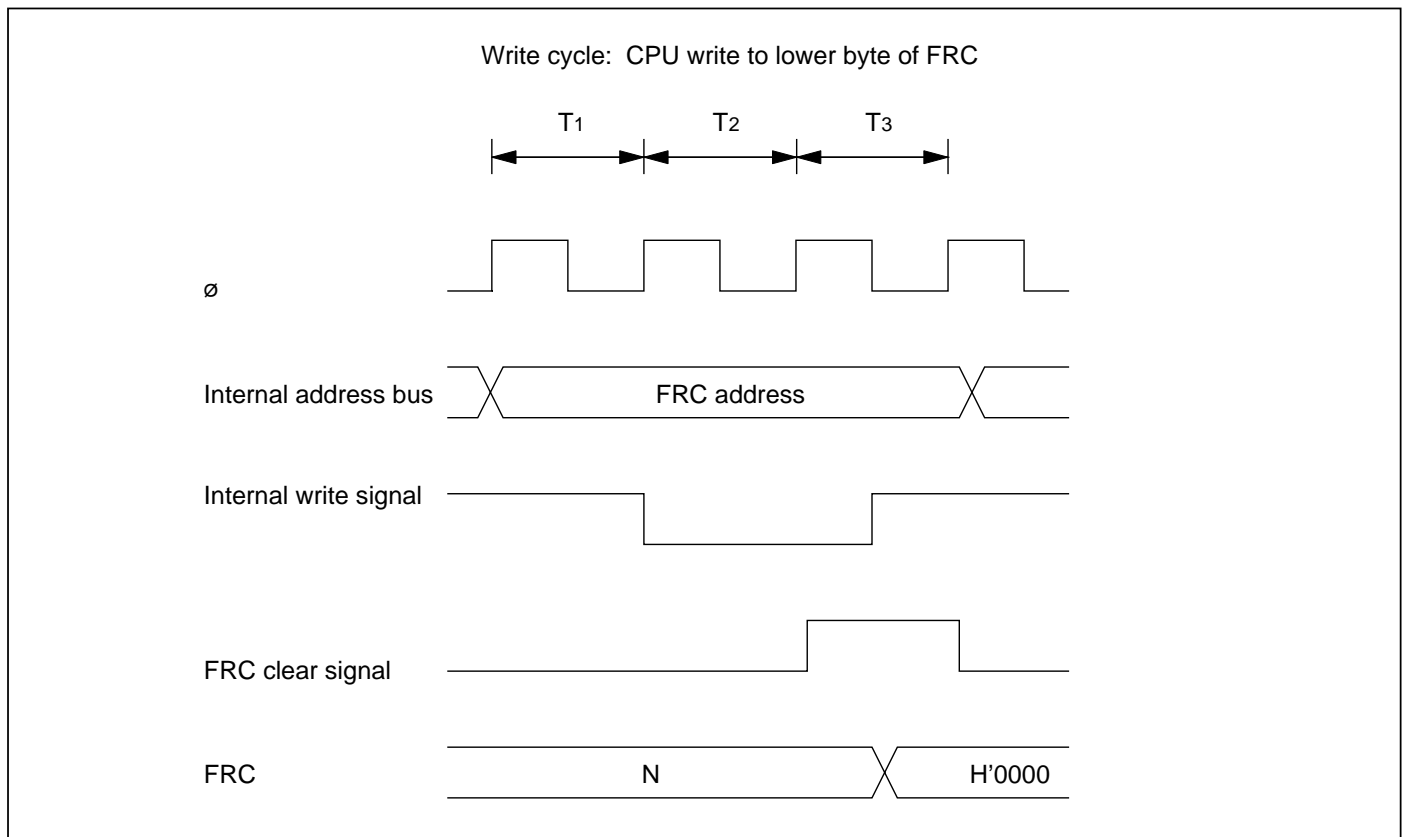 Write cycle: CPU write to lower byte of FRC
T1 T2 T3
ø
Internal address bus FRC address
Internal write signal
FRC clear signal
FRC N H'0000